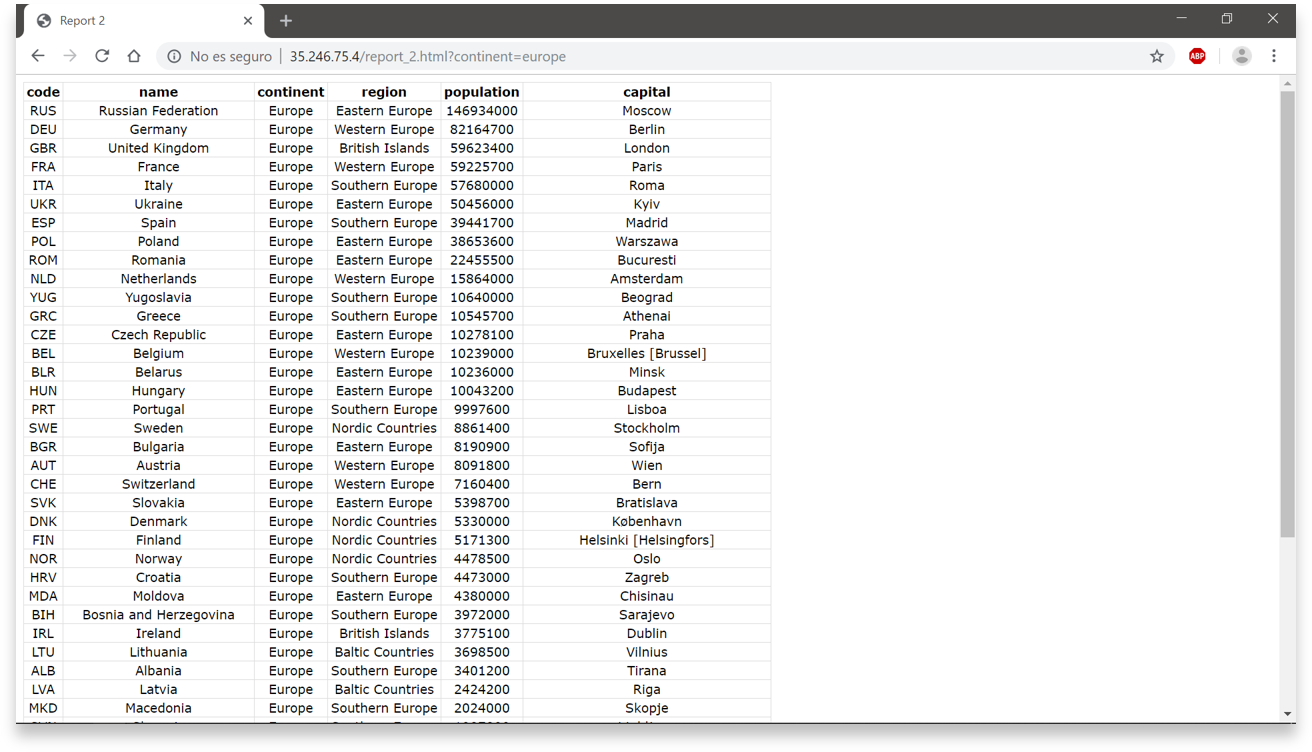 Report 2
No es seguro | 35.246.75.4/report_2.html?continent=europe
ABP
code name continent region population capital
RUS Russian Federation Europe Eastern Europe 146934000 Moscow
DEU Germany Europe Western Europe 82164700 Berlin
GBR United Kingdom Europe British Islands 59623400 London
FRA France Europe Western Europe 59225700 Paris
ITA Italy Europe Southern Europe 57680000 Roma
UKR Ukraine Europe Eastern Europe 50456000 Kyiv
ESP Spain Europe Southern Europe 39441700 Madrid
POL Poland Europe Eastern Europe 38653600 Warszawa
ROM Romania Europe Eastern Europe 22455500 Bucuresti
NLD Netherlands Europe Western Europe 15864000 Amsterdam
YUG Yugoslavia Europe Southern Europe 10640000 Beograd
GRC Greece Europe Southern Europe 10545700 Athenai
CZE Czech Republic Europe Eastern Europe 10278100 Praha
BEL Belgium Europe Western Europe 10239000 Bruxelles [Brussel]
BLR Belarus Europe Eastern Europe 10236000 Minsk
HUN Hungary Europe Eastern Europe 10043200 Budapest
PRT Portugal Europe Southern Europe 9997600 Lisboa
SWE Sweden Europe Nordic Countries 8861400 Stockholm
BGR Bulgaria Europe Eastern Europe 8190900 Sofija
AUT Austria Europe Western Europe 8091800 Wien
CHE Switzerland Europe Western Europe 7160400 Bern
SVK Slovakia Europe Eastern Europe 5398700 Bratislava
DNK Denmark Europe Nordic Countries 5330000 København
FIN Finland Europe Nordic Countries 5171300 Helsinki [Helsingfors]
NOR Norway Europe Nordic Countries 4478500 Oslo
HRV Croatia Europe Southern Europe 4473000 Zagreb
MDA Moldova Europe Eastern Europe 4380000 Chisinau
BIH Bosnia and Herzegovina Europe Southern Europe 3972000 Sarajevo
IRL Ireland Europe British Islands 3775100 Dublin
LTU Lithuania Europe Baltic Countries 3698500 Vilnius
ALB Albania Europe Southern Europe 3401200 Tirana
LVA Latvia Europe Baltic Countries 2424200 Riga
MKD Macedonia Europe Southern Europe 2024000 Skopje